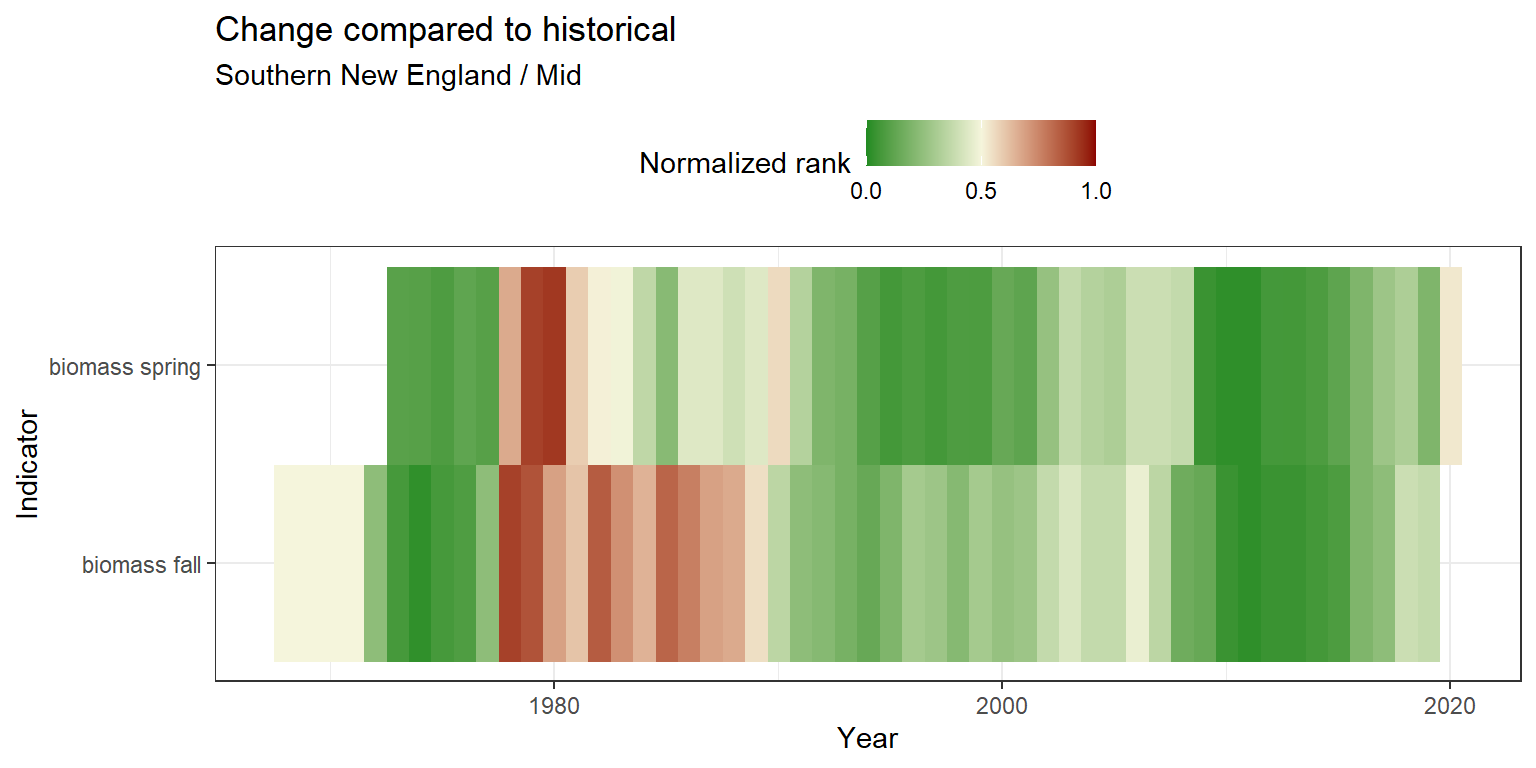 Change compared to historical
Southern New England / Mid
Normalized rank
0.0 0.5 1.0
biomass spring
biomass fall
Indicator
1980 2000 2020
Year